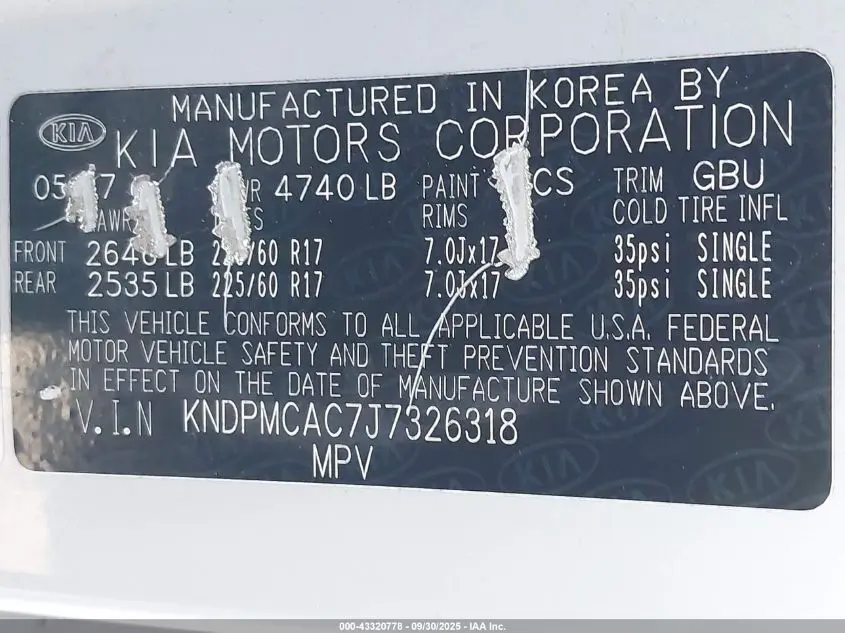 MANUFACTURED IN KOREA BY
KIA KIA MOTORS CORPORATION
4740 LB PAINT CS TRIM GBU
RIMS COLD TIRE INFL
FRONT LB R17 7.0Jx17 35psi SINGLE
REAR 2535 LB 225/60 R17 7.0Jx17 35psi SINGLE
THIS VEHICLE CONFORMS TO ALL APPLICABLE U.S.A. FEDERAL
MOTOR VEHICLE SAFETY AND THEFT PREVENTION STANDARDS
IN EFFECT ON THE DATE OF MANUFACTURE SHOWN ABOVE.
V.I.N KNDPMCAC7J7326318
MPV
000-43320778 - 09/30/2025 - IAA Inc.